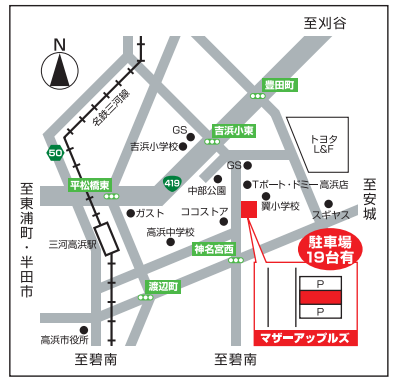 至刈谷
N
豊田町
名鉄三河線
GS
吉浜小東
吉浜小学校
トヨタ
L&F
50
GS
419
平松橋東
Tポート・ドミー高浜店
中部公園
翼小学校
至安城
至東浦町・半田市
ガスト
ココストア
スギヤス
高浜中学校
三河高浜駅
神名宮西
駐車場
19台有
渡辺町
P
P
高浜市役所
マザーアップルズ
至碧南
至碧南